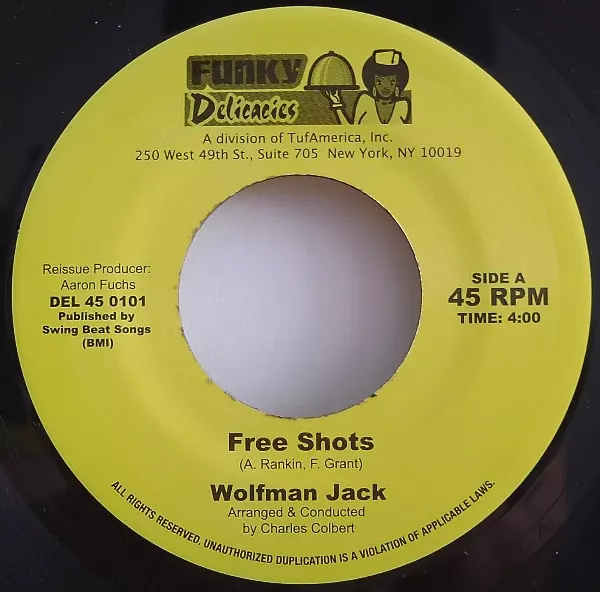 Funky
Delicacies
A division of TufAmerica, Inc.
250 West 49th St., Suite 705 New York, NY 10019
Reissue Producer:
Aaron Fuchs
DEL 45 0101
Published by
Swing Beat Songs
(BMI)
SIDE A
45 RPM
TIME: 4:00
Free Shots
(A. Rankin, F. Grant)
Wolfman Jack
Arranged & Conducted
by Charles Colbert
ALL RIGHTS RESERVED. UNAUTHORIZED DUPLICATION IS A VIOLATION OF APPLICABLE LAWS.